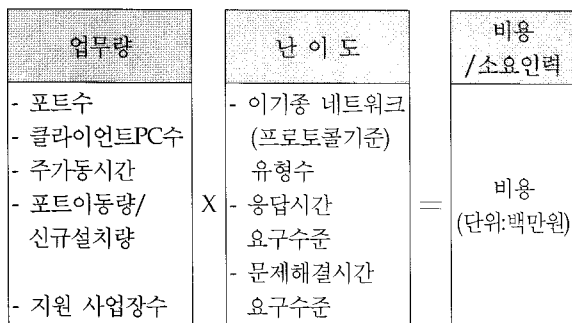 업무량
- 포트수
- 클라이언트PC수
- 주가동시간
- 포트이동량/
신규설치량
- 지원 사업장수
X
난 이 도
- 이기종 네트워크
(프로토콜기준)
유형수
- 응답시간
요구수준
- 문제해결시간
요구수준
=
비용
/소요인력
비용
(단위:백만원)